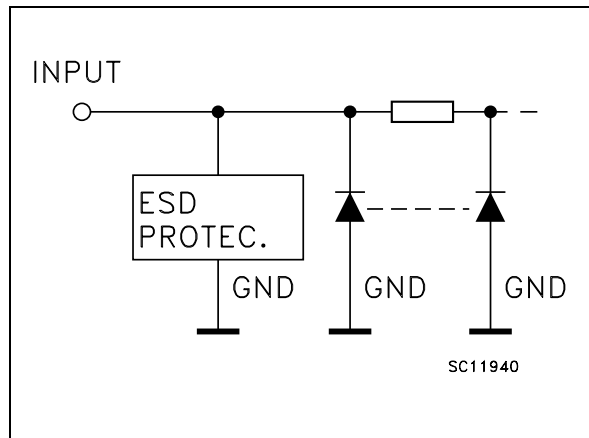 INPUT
ESD
PROTEC.
GND
GND
GND
SC11940